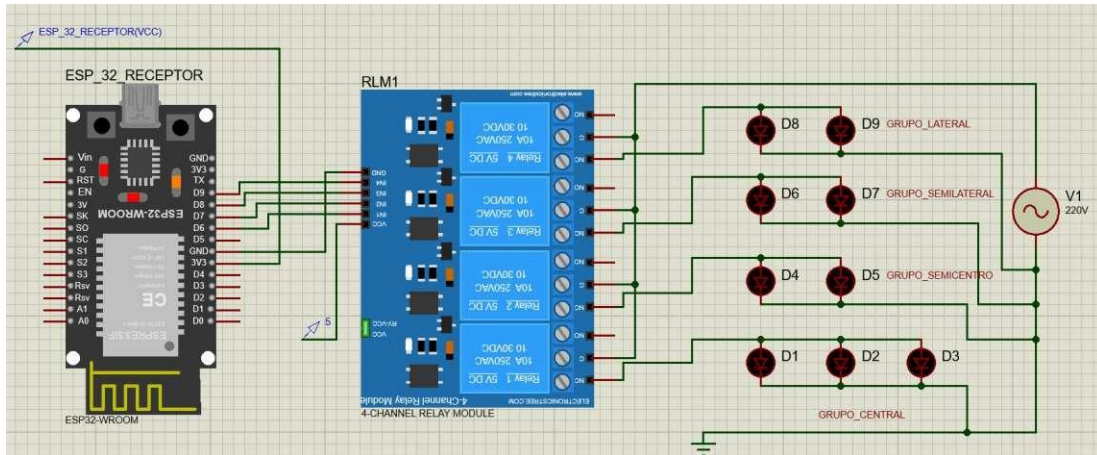 ESP_32_RECEPTOR(VCC)
ESP_32_RECEPTOR
Vin
G
RST
EN
3V
SK
SO
SC
S1
S2
S3
Rsv
Rsv
A1
A0
GND
3V3
TX
D9
D8
D7
D6
D5
GND
3V3
D4
D3
D2
D1
D0
ESP32-WROOM
CE
ESPRESSIF
ESP32-WROOM
5
RLM1
www.electronicstree.com
GND
IN4
IN3
IN2
IN1
VCC
10 30VDC
10A 250VAC
Relay 4 5V DC
10 30VDC
10A 250VAC
Relay 3 5V DC
10 30VDC
10A 250VAC
Relay 2 5V DC
10 30VDC
10A 250VAC
Relay 1 5V DC
NO
C
NC
NO
C
NC
NO
C
NC
NO
C
NC
VCC
RY-VCC
4-Channel Relay Module
ELECTRONICSTREE.COM
4-CHANNEL RELAY MODULE
D8 D9 GRUPO_LATERAL
D6 D7 GRUPO_SEMILATERAL
D4 D5 GRUPO_SEMICENTRO
D1 D2 D3
GRUPO_CENTRAL
V1
220V